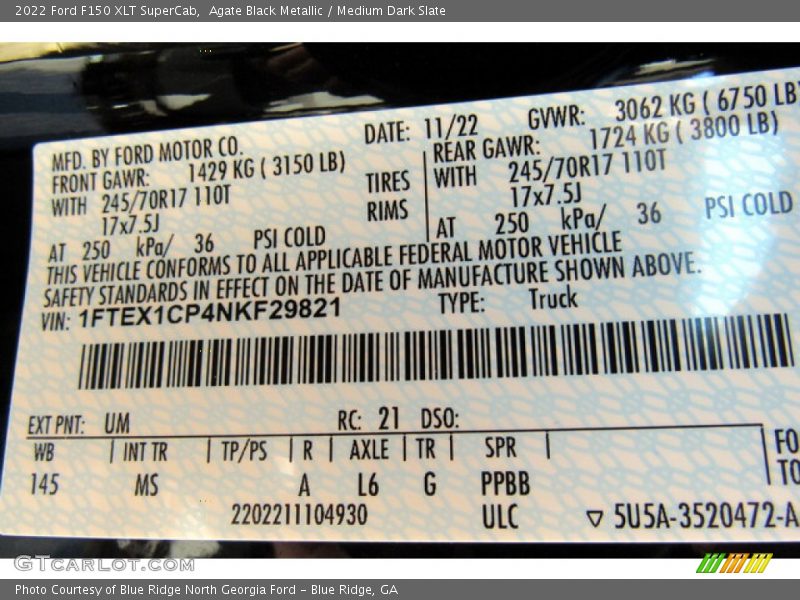 2022 Ford F150 XLT SuperCab, Agate Black Metallic / Medium Dark Slate
MFD. BY FORD MOTOR CO.
DATE: 11/22
GVWR: 3062 KG ( 6750 LB)
FRONT GAWR: 1429 KG ( 3150 LB)
REAR GAWR: 1724 KG ( 3800 LB)
WITH 245/70R17 110T
TIRES
WITH 245/70R17 110T
17x7.5J
RIMS
17x7.5J
AT 250 kPa/ 36 PSI COLD
AT 250 kPa/ 36 PSI COLD
THIS VEHICLE CONFORMS TO ALL APPLICABLE FEDERAL MOTOR VEHICLE
SAFETY STANDARDS IN EFFECT ON THE DATE OF MANUFACTURE SHOWN ABOVE.
VIN: 1FTEX1CP4NKF29821
TYPE: Truck
EXT PNT: UM RC: 21 DSO:
WB INT TR TP/PS R AXLE TR SPR
145 MS A L6 G PPBB
2202211104930 ULC ▽ 5U5A-3520472-A
FO
TO
GTCARLOT.COM
Photo Courtesy of Blue Ridge North Georgia Ford - Blue Ridge, GA